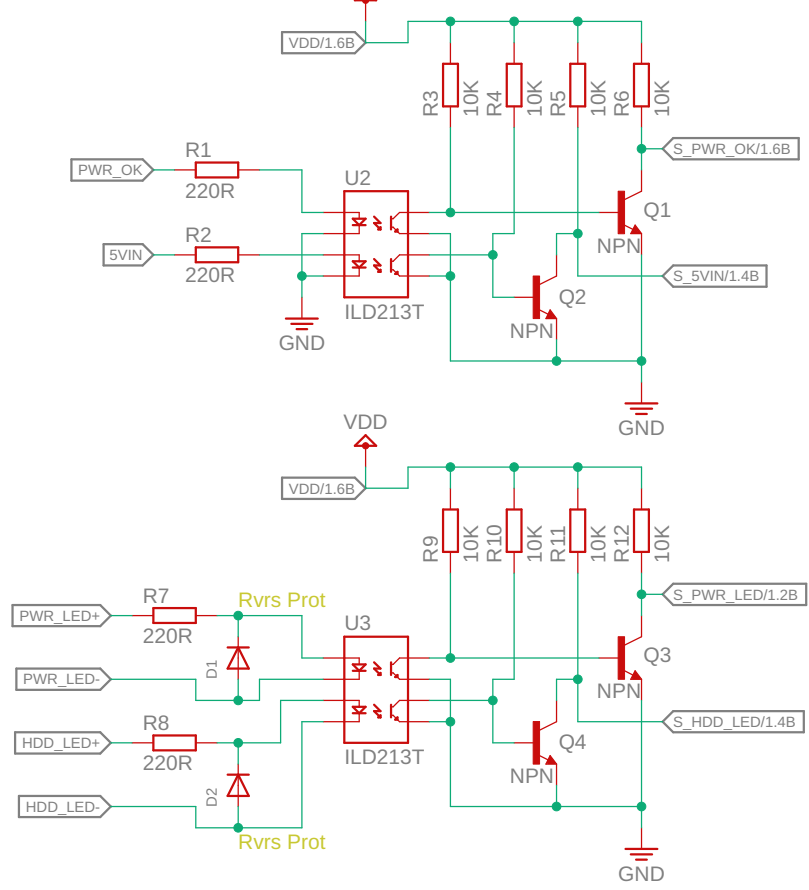 VDD/1.6B
R3
10K
R4
10K
R5
10K
R6
10K
PWR_OK
R1
220R
S_PWR_OK/1.6B
U2
Q1
NPN
5VIN
R2
220R
S_5VIN/1.4B
Q2
NPN
ILD213T
GND
GND
VDD
VDD/1.6B
R9
10K
R10
10K
R11
10K
R12
10K
PWR_LED+
R7
220R
Rvrs Prot
S_PWR_LED/1.2B
U3
Q3
NPN
D1
PWR_LED-
HDD_LED+
R8
220R
S_HDD_LED/1.4B
Q4
NPN
ILD213T
D2
HDD_LED-
Rvrs Prot
GND